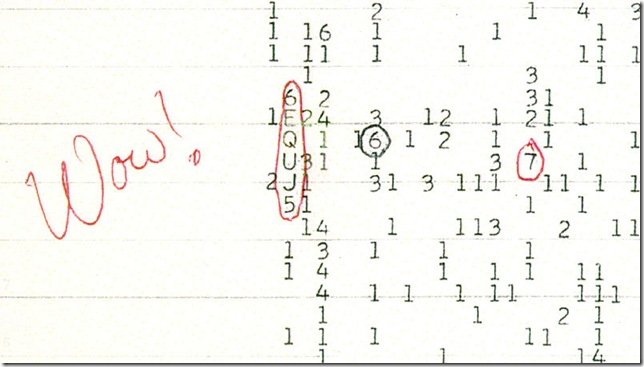 1 2 1 4 3
1 16 1 1 1
1 11 1 1 11 1
1 3 1
6 2 31
1 E24 3 12 1 21 1
Q 1 16 1 2 1 11 1
Wow!
U31 1 3 7 1
2 J1 31 3 111 11 1 1
51 1 1
14 1 113 2 11
1 3 1 1 1
1 4 1 1 1 11
4 1 1 1 11 111
1 1 2 1
1 1 1 11 1
1 1 14